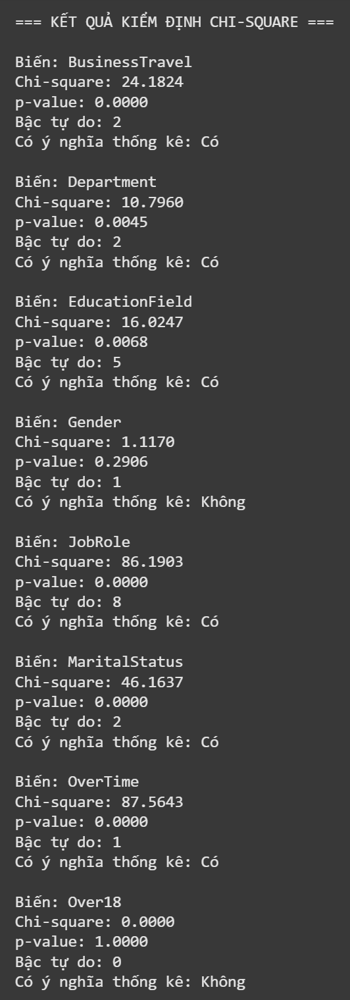 === KẾT QUẢ KIỂM ĐỊNH CHI-SQUARE ===
Biến: BusinessTravel
Chi-square: 24.1824
p-value: 0.0000
Bậc tự do: 2
Có ý nghĩa thống kê: Có
Biến: Department
Chi-square: 10.7960
p-value: 0.0045
Bậc tự do: 2
Có ý nghĩa thống kê: Có
Biến: EducationField
Chi-square: 16.0247
p-value: 0.0068
Bậc tự do: 5
Có ý nghĩa thống kê: Có
Biến: Gender
Chi-square: 1.1170
p-value: 0.2906
Bậc tự do: 1
Có ý nghĩa thống kê: Không
Biến: JobRole
Chi-square: 86.1903
p-value: 0.0000
Bậc tự do: 8
Có ý nghĩa thống kê: Có
Biến: MaritalStatus
Chi-square: 46.1637
p-value: 0.0000
Bậc tự do: 2
Có ý nghĩa thống kê: Có
Biến: OverTime
Chi-square: 87.5643
p-value: 0.0000
Bậc tự do: 1
Có ý nghĩa thống kê: Có
Biến: Over18
Chi-square: 0.0000
p-value: 1.0000
Bậc tự do: 0
Có ý nghĩa thống kê: Không